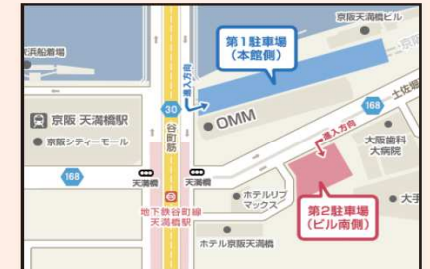 京阪天満橋ビル
第1駐車場
(本館側)
浜船着場
京阪
進入方向
土佐堀
168
30
OMM
京阪 天満橋駅
谷町筋
京阪シティーモール
進入方向
大阪歯科
大病院
168
天満橋
天満橋
地下鉄谷町線
天満橋駅
ホテルリブ
マックス
第2駐車場
(ビル南側)
大手
ホテル京阪天満橋